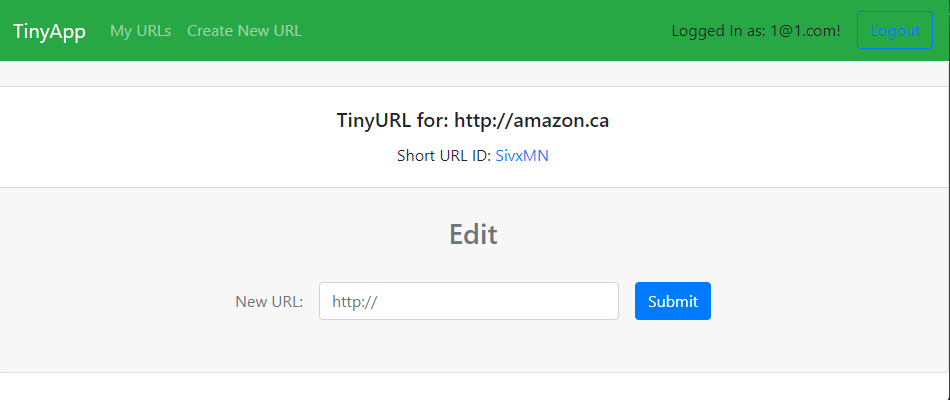 TinyApp My URLs Create New URL Logged In as: 1@1.com! Logout
TinyURL for: http://amazon.ca
Short URL ID: SivxMN
Edit
New URL: http:// Submit